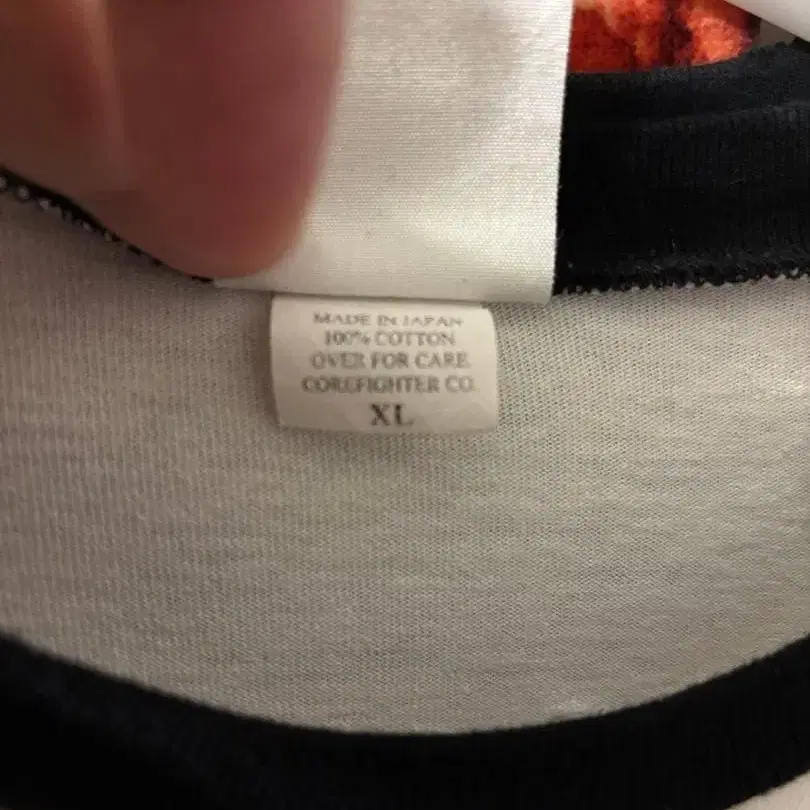 MADE IN JAPAN
100% COTTON
OVER FOR CARE
COREFIGHTER CO.
XL